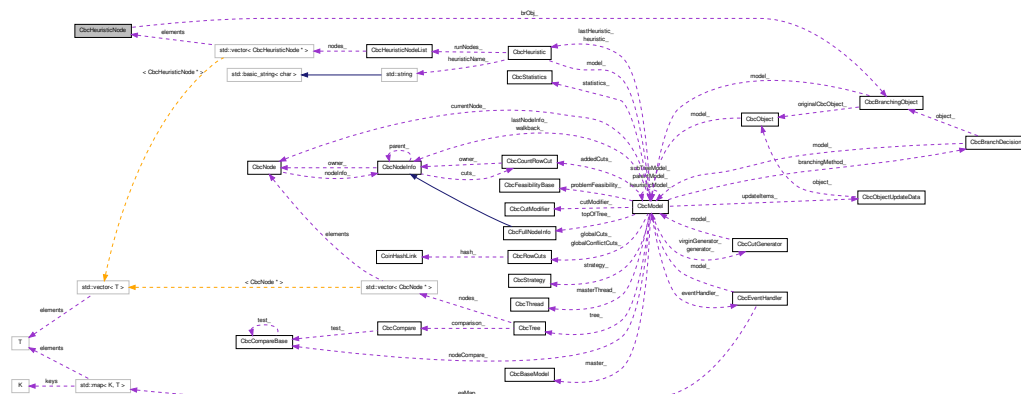 brObj_
CbcHeuristicNode
elements
lastHeuristic_
heuristic_
std::vector< CbcHeuristicNode * >
nodes_
CbcHeuristicNodeList
runNodes_
CbcHeuristic
heuristicName_
model_
< CbcHeuristicNode * >
std::basic_string< char >
std::string
CbcStatistics
statistics_
model_
CbcBranchingObject
originalCbcObject_
currentNode_
lastNodeInfo_
walkback_
model_
CbcObject
object_
parent_
CbcBranchDecision
CbcNode
owner_
nodeInfo_
CbcNodeInfo
owner_
cuts_
CbcCountRowCut
addedCuts_
model_
branchingMethod_
CbcFeasibilityBase
problemFeasibility_
heuristicModel_
object_
CbcObjectUpdateData
updateItems_
CbcModel
CbcCutModifier
cutModifier_
topOfTree_
CbcFullNodeInfo
model_
elements
globalCuts_
globalConflictCuts_
virginGenerator_
generator_
CbcCutGenerator
CoinHashLink
hash_
CbcRowCuts
strategy_
model_
CbcStrategy
std::vector< T >
< CbcNode * >
std::vector< CbcNode * >
masterThread_
eventHandler_
CbcEventHandler
CbcThread
elements
nodes_
tree_
test_
CbcCompareBase
test_
CbcCompare
comparison_
CbcTree
T
elements
nodeCompare_
master_
CbcBaseModel
K
keys
std::map< K, T >